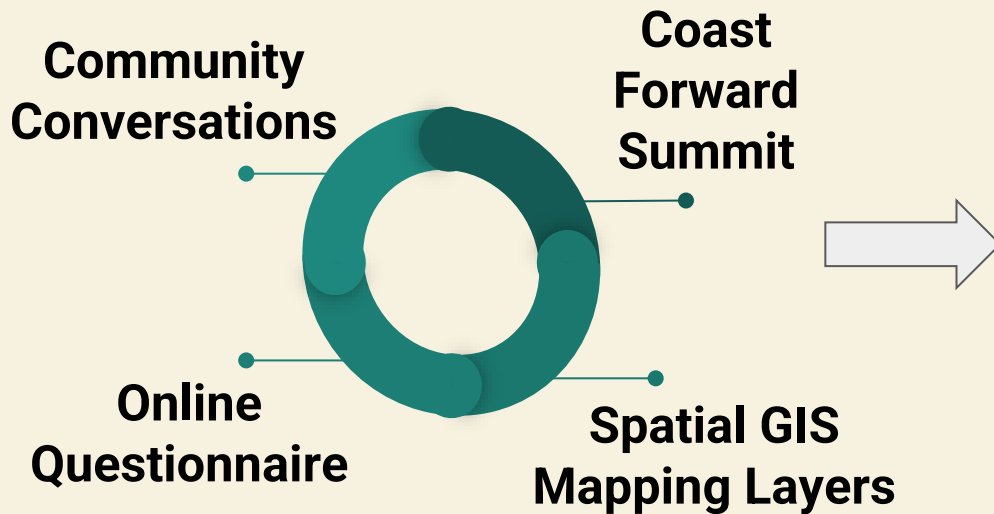 Community
Conversations
Coast
Forward
Summit
Online
Questionnaire
Spatial GIS
Mapping Layers